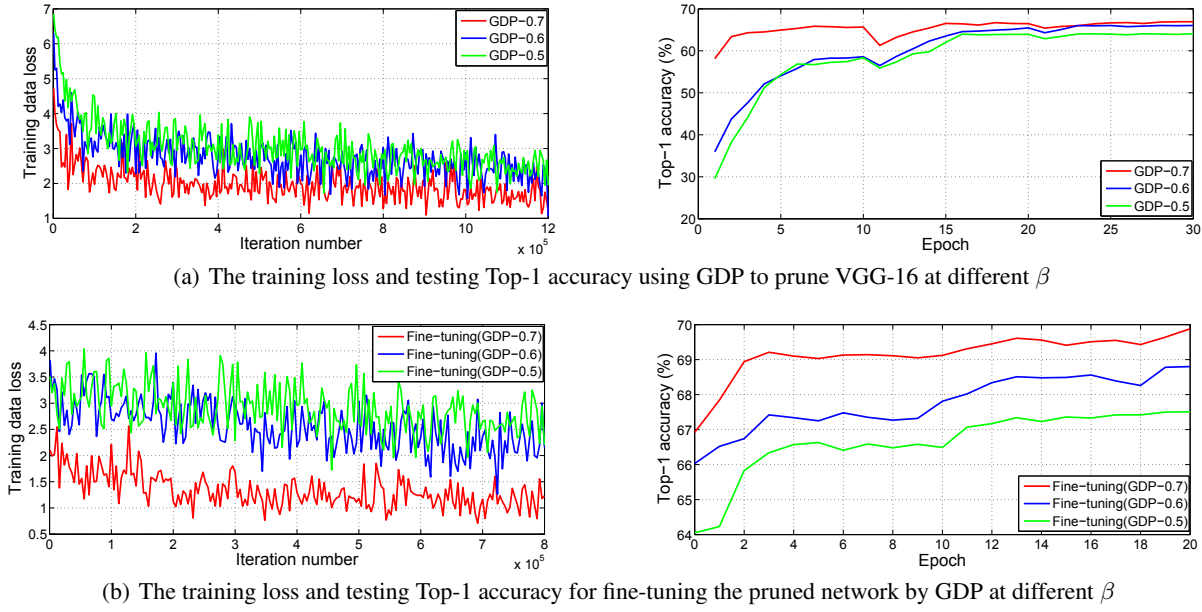 7
6
5
4
3
2
1
Training data loss
GDP−0.7
GDP−0.6
GDP−0.5
0 2 4 6 8 10 12
x 10^5
Iteration number
70
60
50
40
30
20
Top−1 accuracy (%)
GDP−0.7
GDP−0.6
GDP−0.5
0 5 10 15 20 25 30
Epoch
(a) The training loss and testing Top-1 accuracy using GDP to prune VGG-16 at different β
4.5
4
3.5
3
2.5
2
1.5
1
0.5
Training data loss
Fine−tuning(GDP−0.7)
Fine−tuning(GDP−0.6)
Fine−tuning(GDP−0.5)
0 1 2 3 4 5 6 7 8
x 10^5
Iteration number
70
69
68
67
66
65
64
Top−1 accuracy (%)
Fine−tuning(GDP−0.7)
Fine−tuning(GDP−0.6)
Fine−tuning(GDP−0.5)
0 2 4 6 8 10 12 14 16 18 20
Epoch
(b) The training loss and testing Top-1 accuracy for fine-tuning the pruned network by GDP at different β